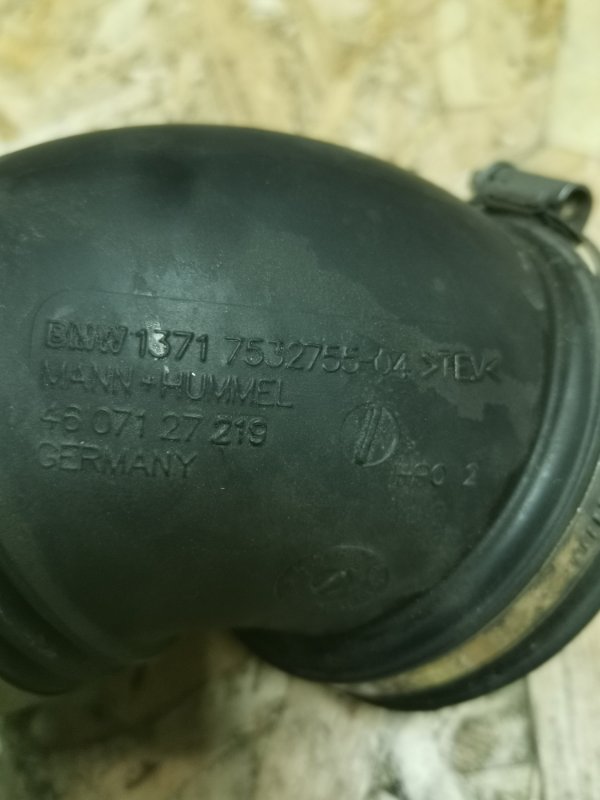 BMW 1371 7532755-04 >TEV<
MANN+HUMMEL
46 071 27 219
GERMANY